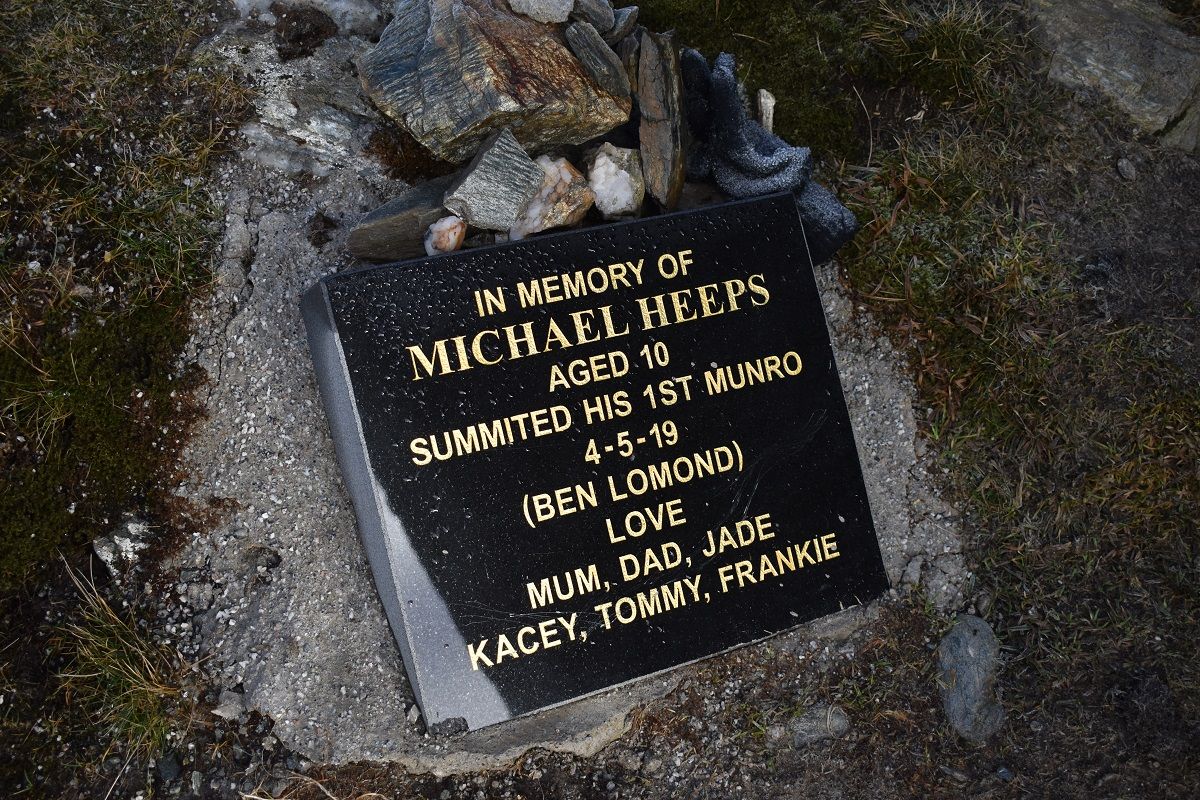 IN MEMORY OF
MICHAEL HEEPS
AGED 10
SUMMITED HIS 1ST MUNRO
4-5-19
(BEN LOMOND)
LOVE
MUM, DAD, JADE
KACEY, TOMMY, FRANKIE